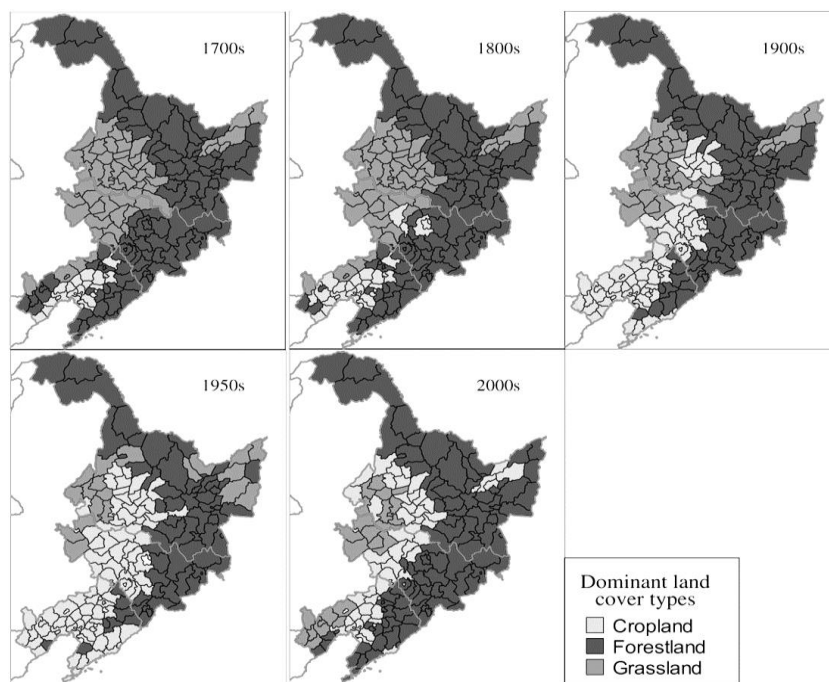 1700s
1800s
1900s
1950s
2000s
Dominant land
cover types
Cropland
Forestland
Grassland